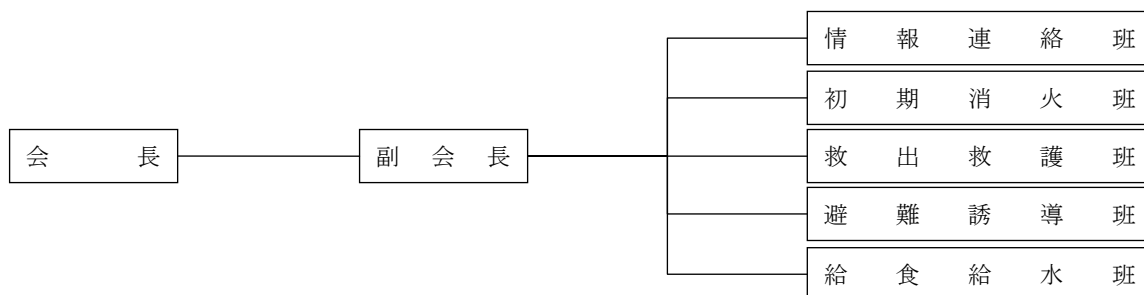 会長
副会長
情報連絡班
初期消火班
救出救護班
避難誘導班
給食給水班